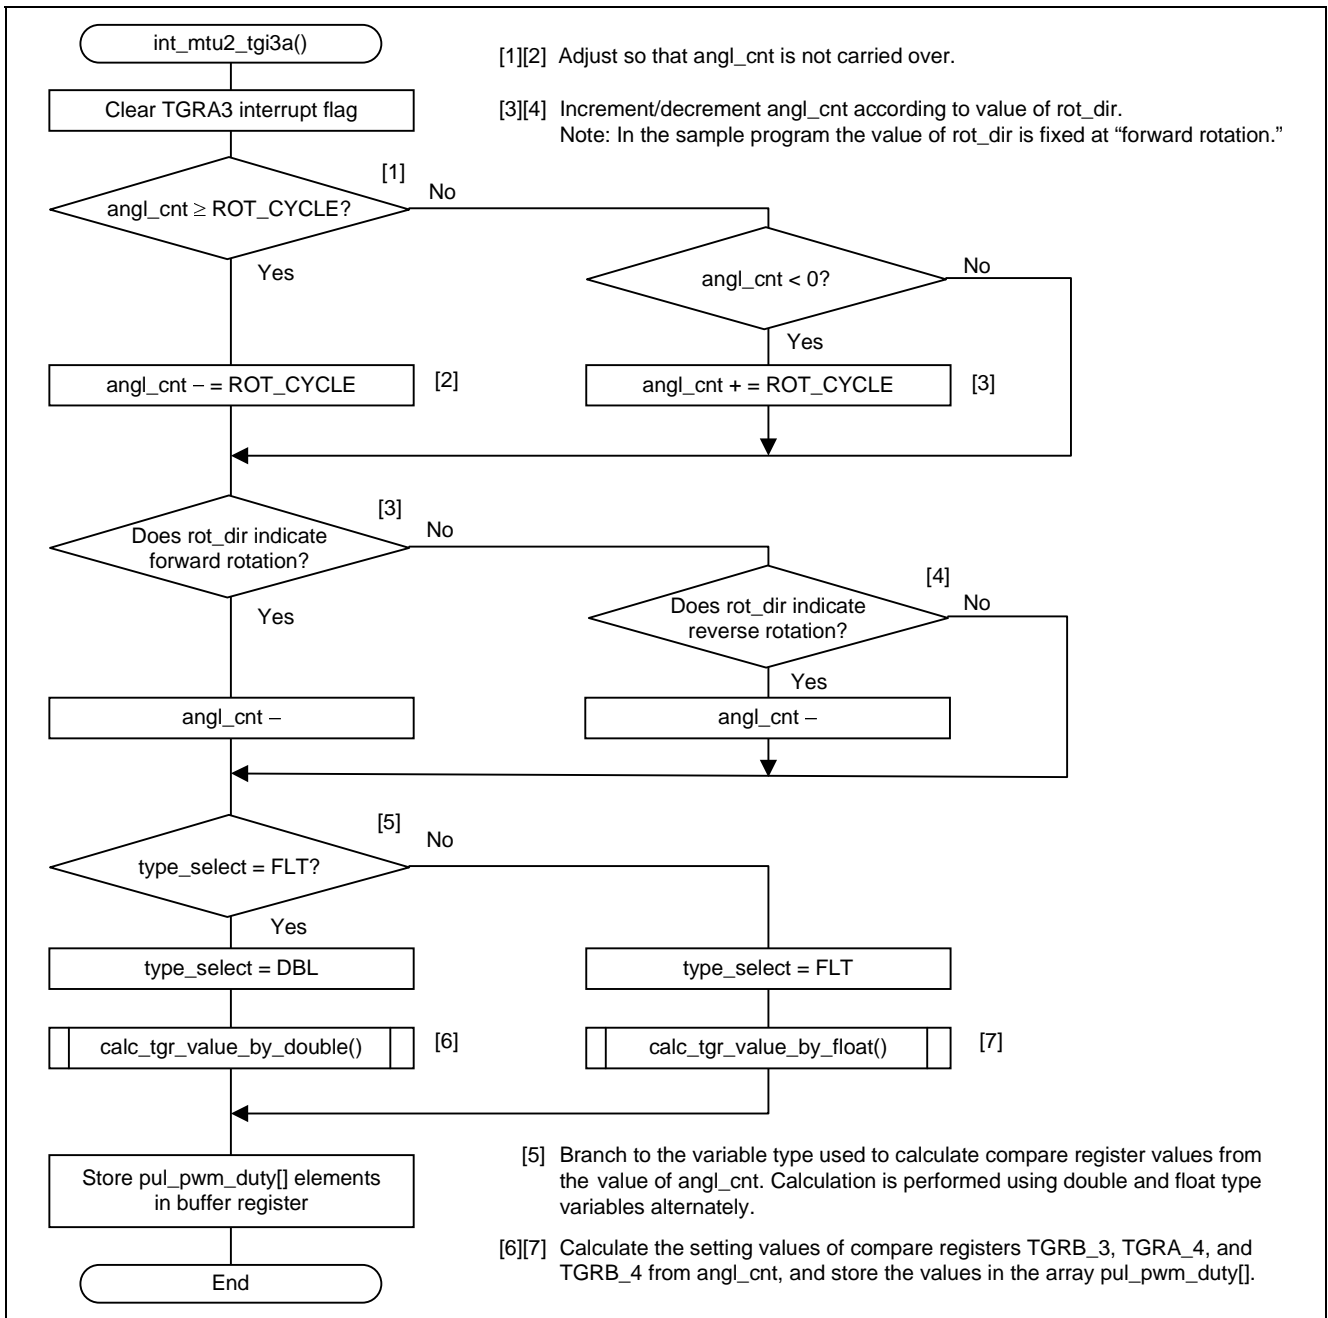 int_mtu2_tgi3a()
[1][2] Adjust so that angl_cnt is not carried over.
Clear TGRA3 interrupt flag
[3][4] Increment/decrement angl_cnt according to value of rot_dir.
Note: In the sample program the value of rot_dir is fixed at “forward rotation.”
[1]
No
angl_cnt ≥ ROT_CYCLE?
Yes
angl_cnt < 0?
No
Yes
angl_cnt − = ROT_CYCLE
[2]
angl_cnt + = ROT_CYCLE
[3]
[3]
No
Does rot_dir indicate
forward rotation?
Yes
[4]
Does rot_dir indicate
reverse rotation?
No
Yes
angl_cnt −
angl_cnt −
[5]
No
type_select = FLT?
Yes
type_select = DBL
type_select = FLT
calc_tgr_value_by_double()
[6]
calc_tgr_value_by_float()
[7]
Store pul_pwm_duty[] elements
in buffer register
End
[5] Branch to the variable type used to calculate compare register values from
the value of angl_cnt. Calculation is performed using double and float type
variables alternately.
[6][7] Calculate the setting values of compare registers TGRB_3, TGRA_4, and
TGRB_4 from angl_cnt, and store the values in the array pul_pwm_duty[].